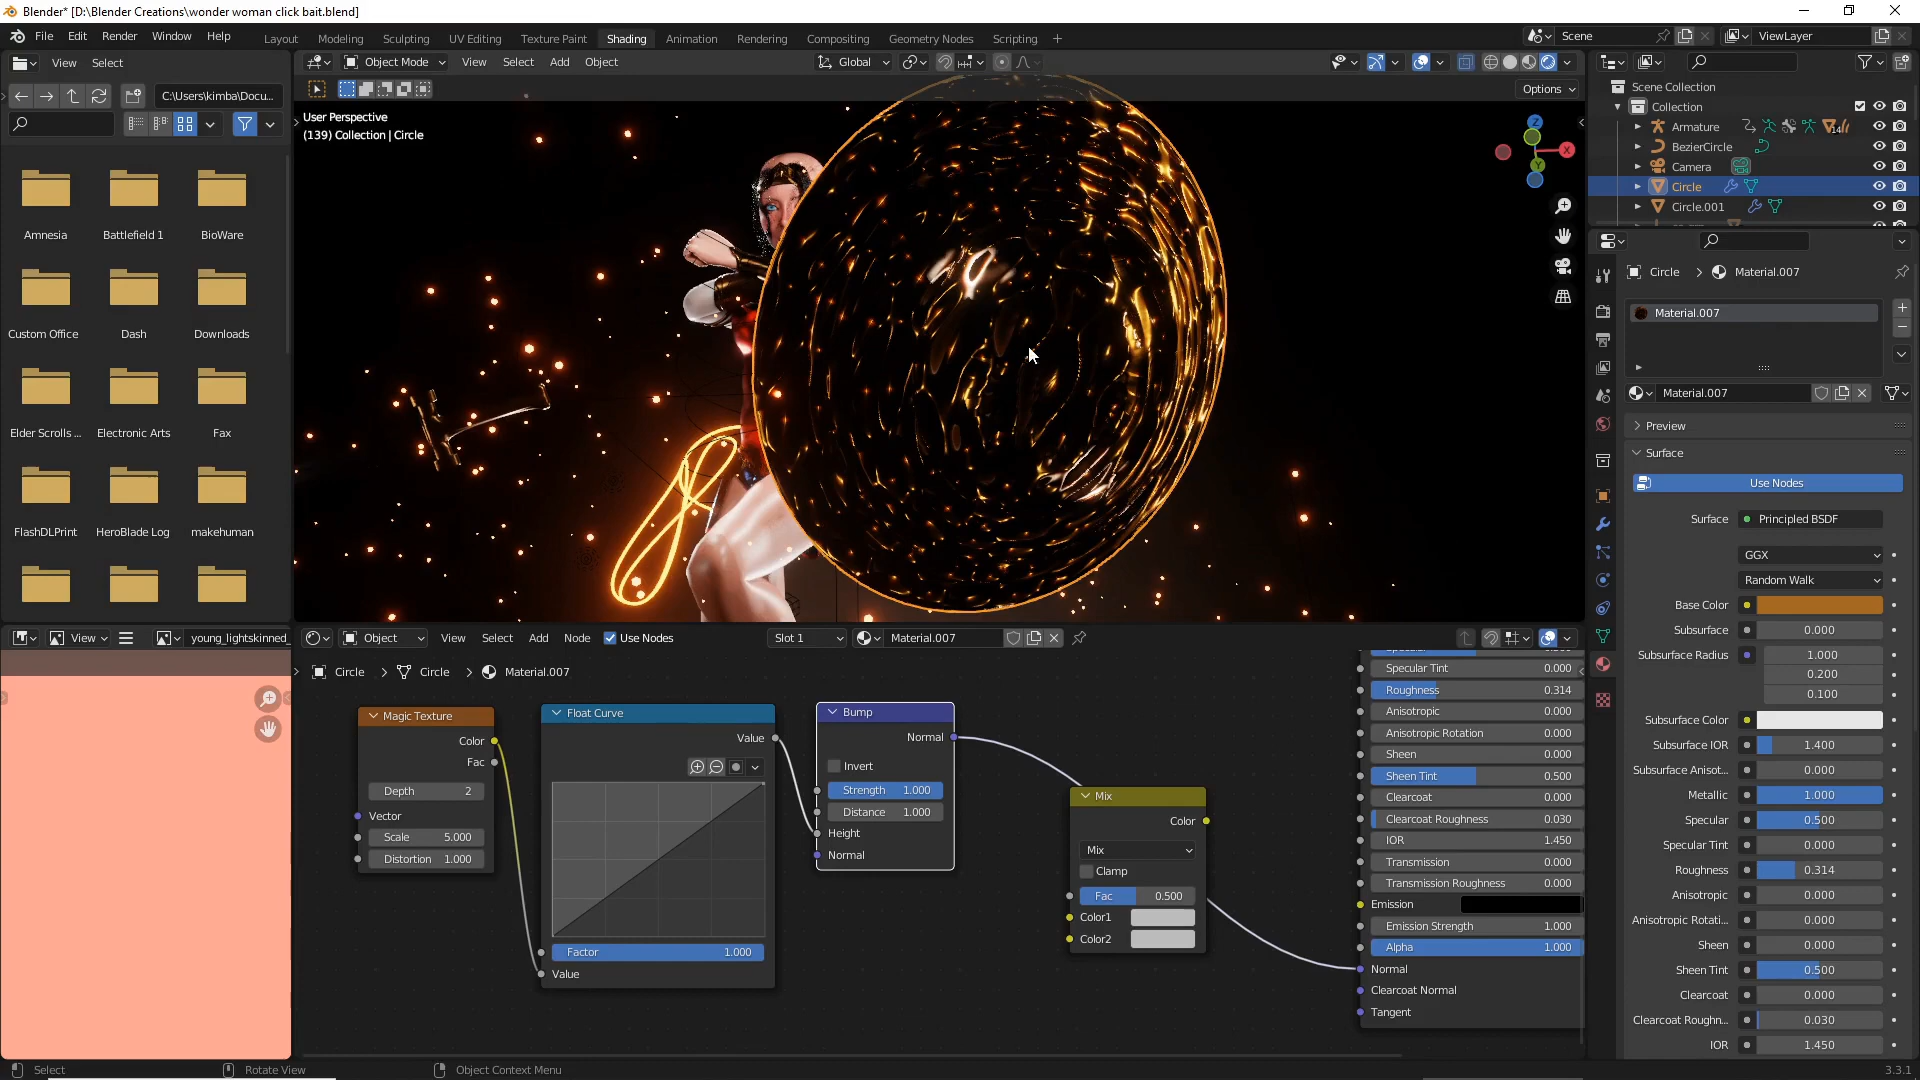 Blender* [D:\Blender Creations\wonder woman click bait.blend]
File Edit Render Window Help
Layout Modeling Sculpting UV Editing Texture Paint Shading Animation Rendering Compositing Geometry Nodes Scripting +
Scene
ViewLayer
View Select
C:\Users\kimba\Docu...
Amnesia
Battlefield 1
BioWare
Custom Office
Dash
Downloads
Elder Scrolls ...
Electronic Arts
Fax
FlashDLPrint
HeroBlade Log
makehuman
Object Mode View Select Add Object
Global
Options
User Perspective
(139) Collection | Circle
Z
X
Y
Scene Collection
Collection
Armature
14
BezierCircle
Camera
Circle
Circle.001
Circle > Material.007
Material.007
Material.007
Preview
Surface
Use Nodes
Surface Principled BSDF
GGX
Random Walk
Base Color
Subsurface 0.000
Subsurface Radius 1.000
0.200
0.100
Subsurface Color
Subsurface IOR 1.400
Subsurface Anisot... 0.000
Metallic 1.000
Specular 0.500
Specular Tint 0.000
Roughness 0.314
Anisotropic 0.000
Anisotropic Rotati... 0.000
Sheen 0.000
Sheen Tint 0.500
Clearcoat 0.000
Clearcoat Roughn... 0.030
IOR 1.450
View
young_lightskinned_
Object View Select Add Node Use Nodes
Slot 1
Material.007
Circle > Circle > Material.007
Magic Texture
Color
Fac
Depth 2
Vector
Scale 5.000
Distortion 1.000
Float Curve
Value
Factor 1.000
Value
Bump
Normal
Invert
Strength 1.000
Distance 1.000
Height
Normal
Mix
Color
Mix
Clamp
Fac 0.500
Color1
Color2
Specular Tint 0.000
Roughness 0.314
Anisotropic 0.000
Anisotropic Rotation 0.000
Sheen 0.000
Sheen Tint 0.500
Clearcoat 0.000
Clearcoat Roughness 0.030
IOR 1.450
Transmission 0.000
Transmission Roughness 0.000
Emission
Emission Strength 1.000
Alpha 1.000
Normal
Clearcoat Normal
Tangent
Select
Rotate View
Object Context Menu
3.3.1